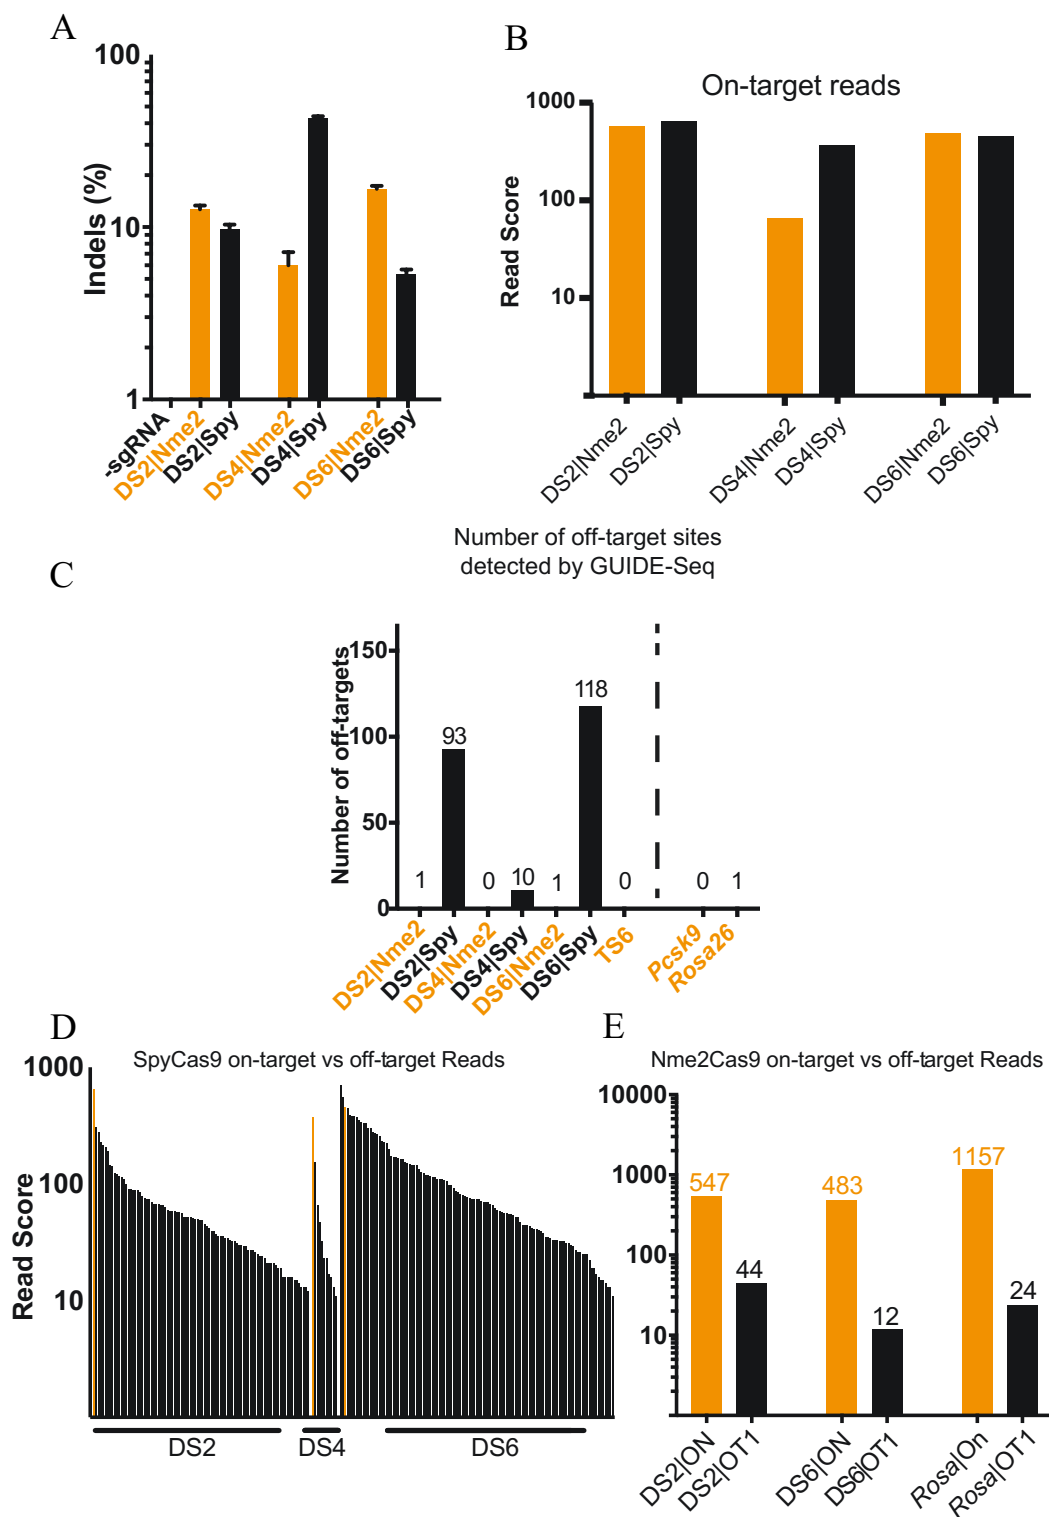 A
100
10
1
Indels (%)
-sgRNA
DS2|Nme2
DS2|Spy
DS4|Nme2
DS4|Spy
DS6|Nme2
DS6|Spy
B
On-target reads
1000
100
10
Read Score
DS2|Nme2
DS2|Spy
DS4|Nme2
DS4|Spy
DS6|Nme2
DS6|Spy
C
Number of off-target sites
detected by GUIDE-Seq
150
100
50
0
Number of off-targets
1
93
0
10
1
118
0
0
1
DS2|Nme2
DS2|Spy
DS4|Nme2
DS4|Spy
DS6|Nme2
DS6|Spy
TS6
Pcsk9
Rosa26
D
SpyCas9 on-target vs off-target Reads
1000
100
10
Read Score
DS2
DS4
DS6
E
Nme2Cas9 on-target vs off-target Reads
10000
1000
100
10
547
44
483
12
1157
24
DS2|ON
DS2|OT1
DS6|ON
DS6|OT1
Rosa|On
Rosa|OT1